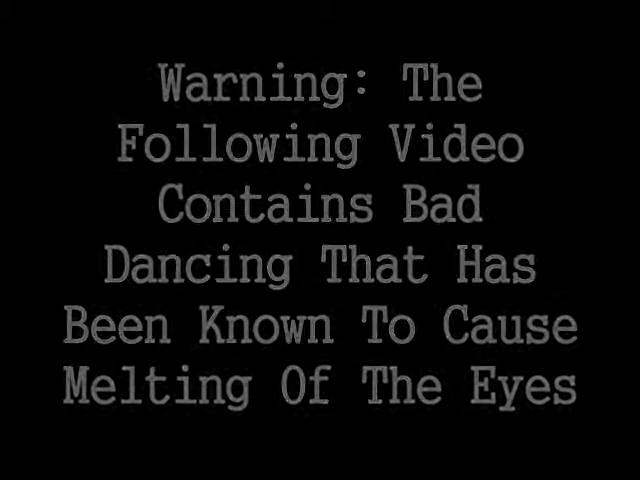 Warning: The
Following Video
Contains Bad
Dancing That Has
Been Known To Cause
Melting Of The Eyes